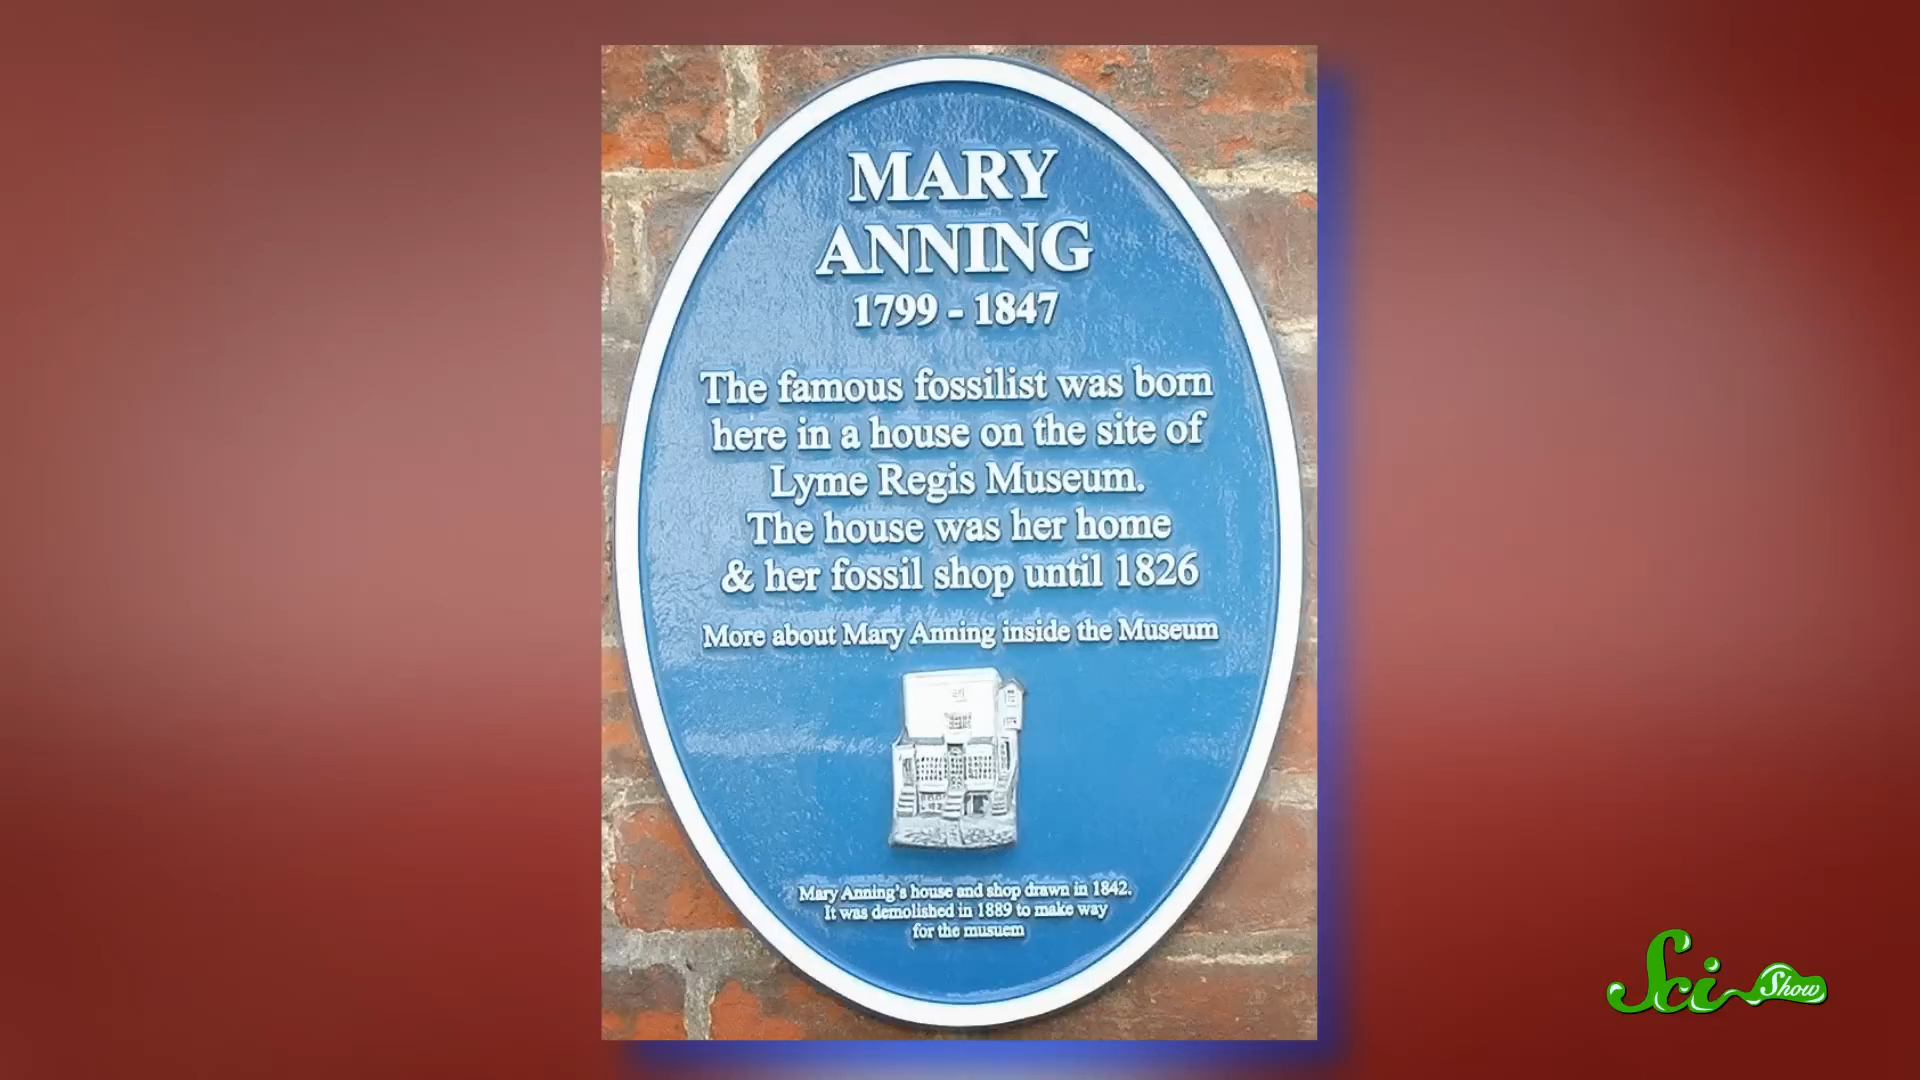 MARY
ANNING
1799 - 1847
The famous fossilist was born
here in a house on the site of
Lyme Regis Museum.
The house was her home
& her fossil shop until 1826
More about Mary Anning inside the Museum
Mary Anning's house and shop drawn in 1842.
It was demolished in 1889 to make way
for the musuem
Sci Show